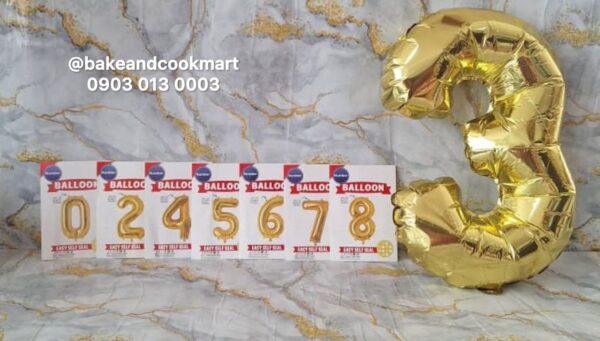 @bakeandcookmart
0903 013 0003
BALLOON BALLOON BALLOON BALLOON BALLOON BALLOON BALLOON
0 2 4 5 6 7 8 3
EASY SELF SEAL EASY SELF SEAL EASY SELF SEAL EASY SELF SEAL EASY SELF SEAL EASY SELF SEAL EASY SELF SEAL